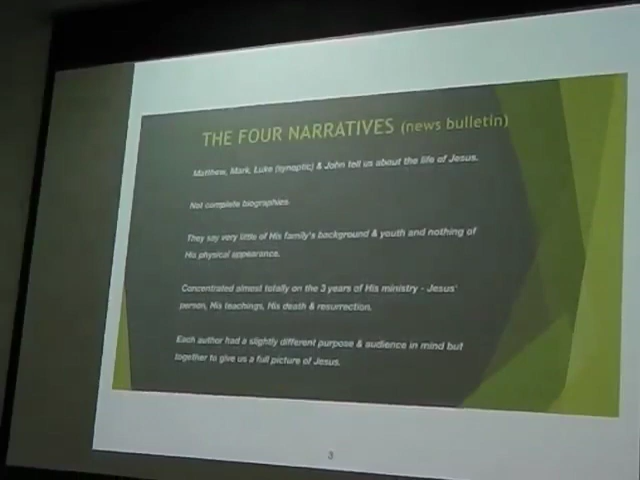 THE FOUR NARRATIVES (news bulletin)
Matthew, Mark, Luke (synoptic) & John tell us about the life of Jesus.
Not complete biographies.
They say very little of His family's background & youth and nothing of
His physical appearance.
Concentrated almost totally on the 3 years of His ministry - Jesus'
person, His teachings, His death & resurrection.
Each author had a slightly different purpose & audience in mind but
together to give us a full picture of Jesus.
3